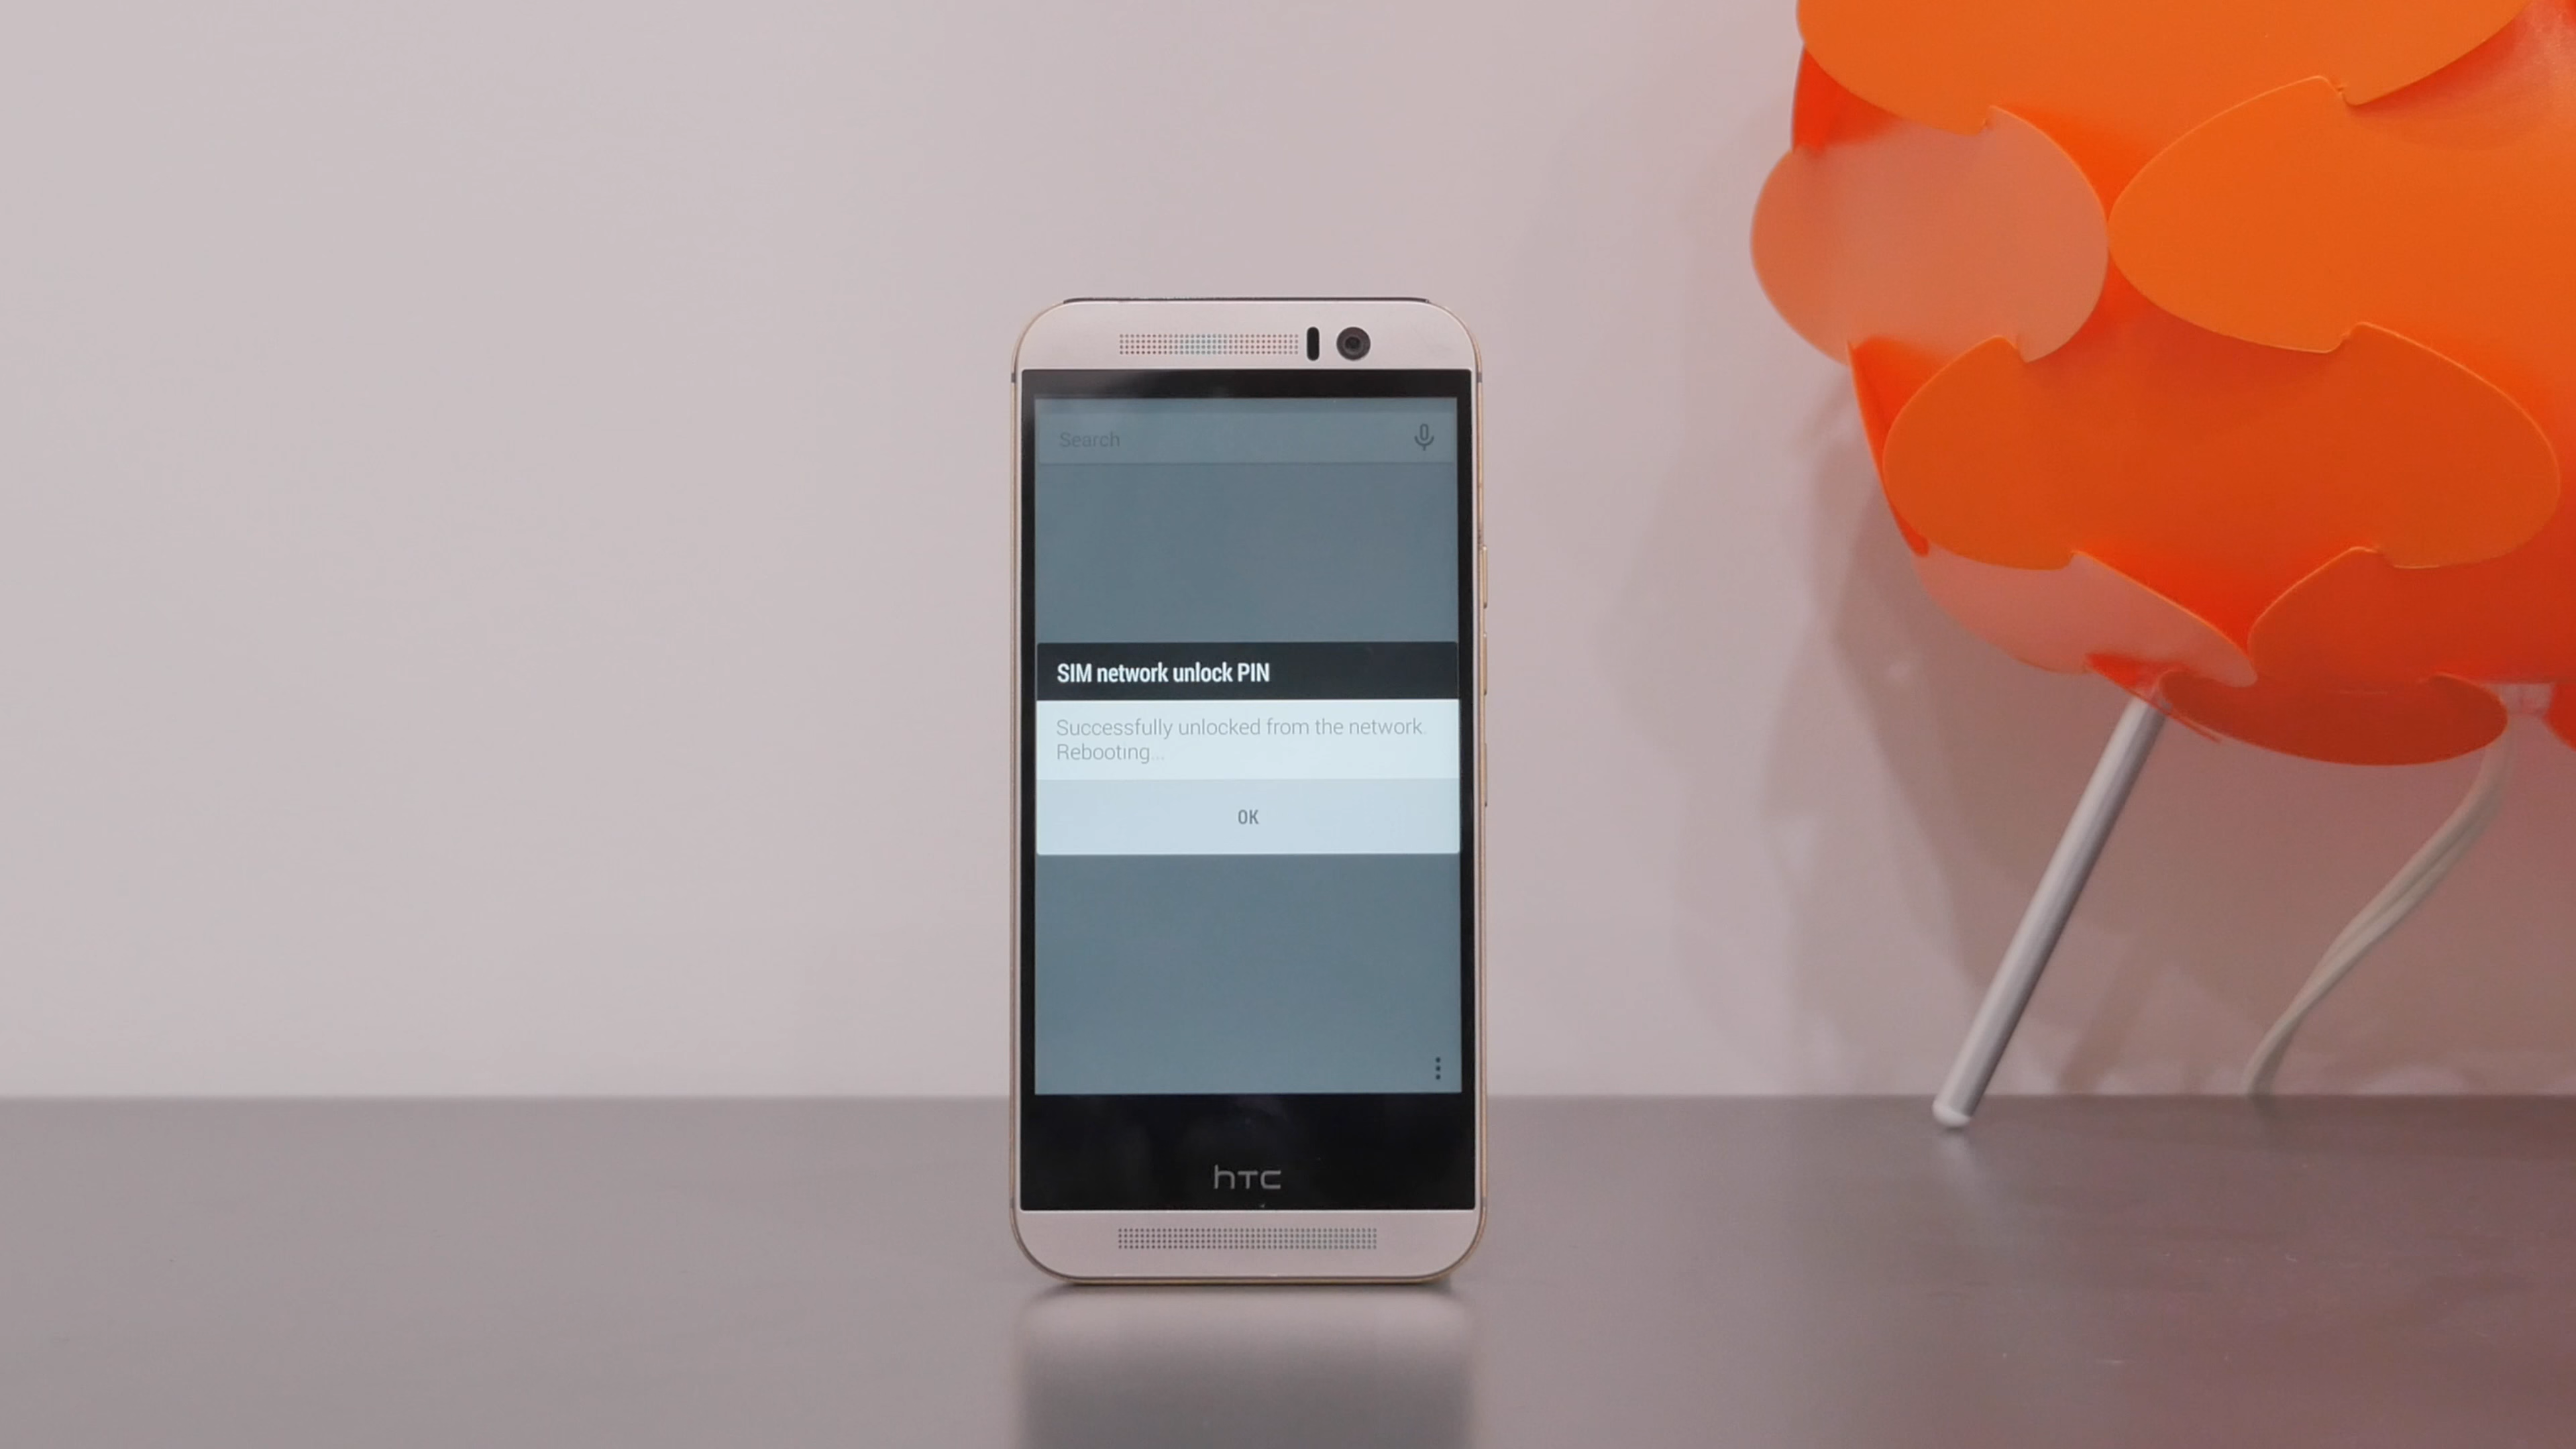 Search
SIM network unlock PIN
Successfully unlocked from the network.
Rebooting...
OK
hTC